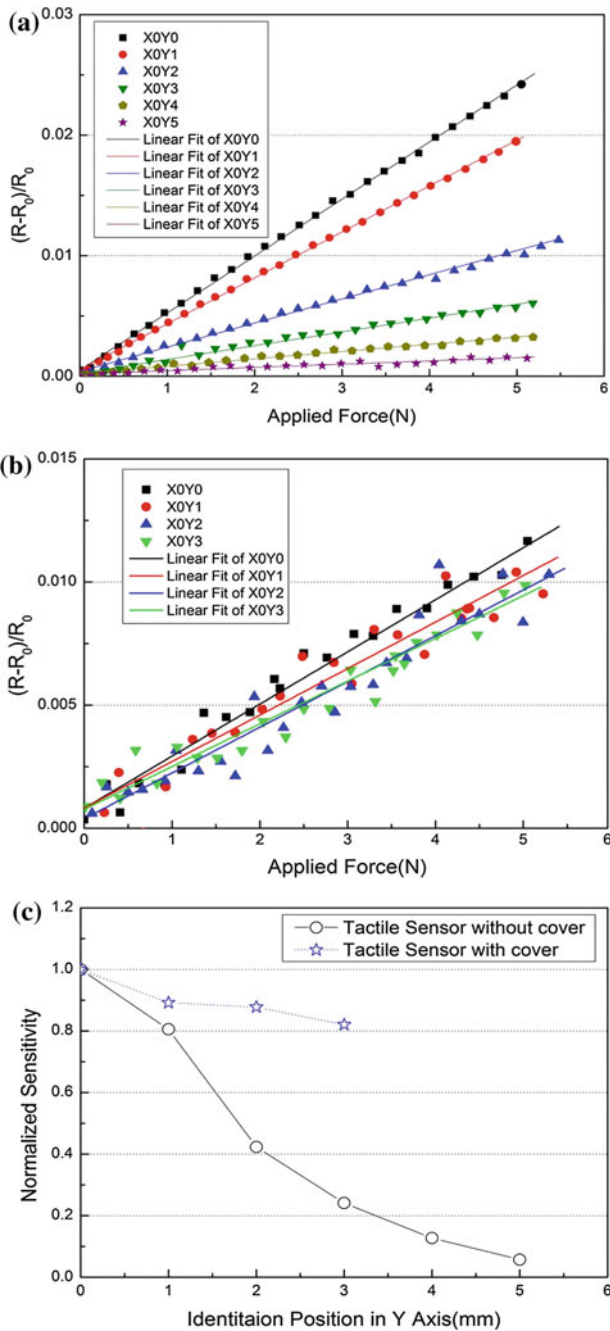 (a)
0.03
0.02
0.01
0.00
(R-R₀)/R₀
X0Y0
X0Y1
X0Y2
X0Y3
X0Y4
X0Y5
Linear Fit of X0Y0
Linear Fit of X0Y1
Linear Fit of X0Y2
Linear Fit of X0Y3
Linear Fit of X0Y4
Linear Fit of X0Y5
0 1 2 3 4 5 6
Applied Force(N)
(b)
0.015
0.010
0.005
0.000
(R-R₀)/R₀
X0Y0
X0Y1
X0Y2
X0Y3
Linear Fit of X0Y0
Linear Fit of X0Y1
Linear Fit of X0Y2
Linear Fit of X0Y3
0 1 2 3 4 5 6
Applied Force(N)
(c)
1.2
1.0
0.8
0.6
0.4
0.2
0.0
Normalized Sensitivity
Tactile Sensor without cover
Tactile Sensor with cover
0 1 2 3 4 5 6
Identitaion Position in Y Axis(mm)